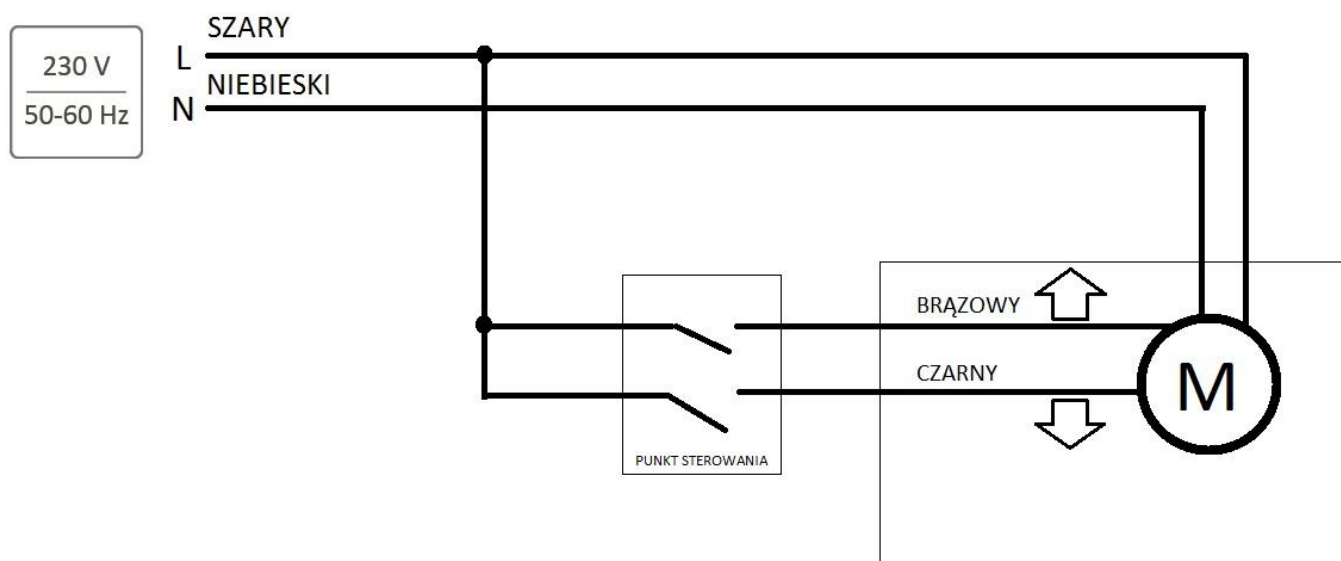 SZARY
230 V
L
NIEBIESKI
50-60 Hz
N
BRĄZOWY
CZARNY
M
PUNKT STEROWANIA